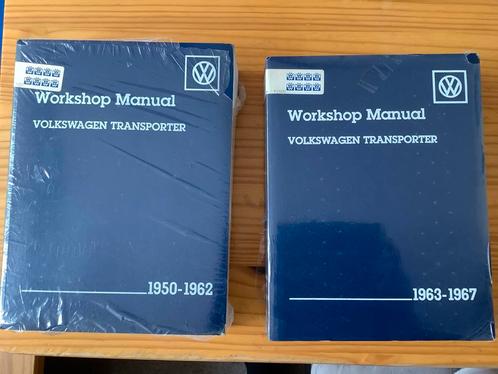 Workshop Manual
VOLKSWAGEN TRANSPORTER
1950-1962
Workshop Manual
VOLKSWAGEN TRANSPORTER
1963-1967